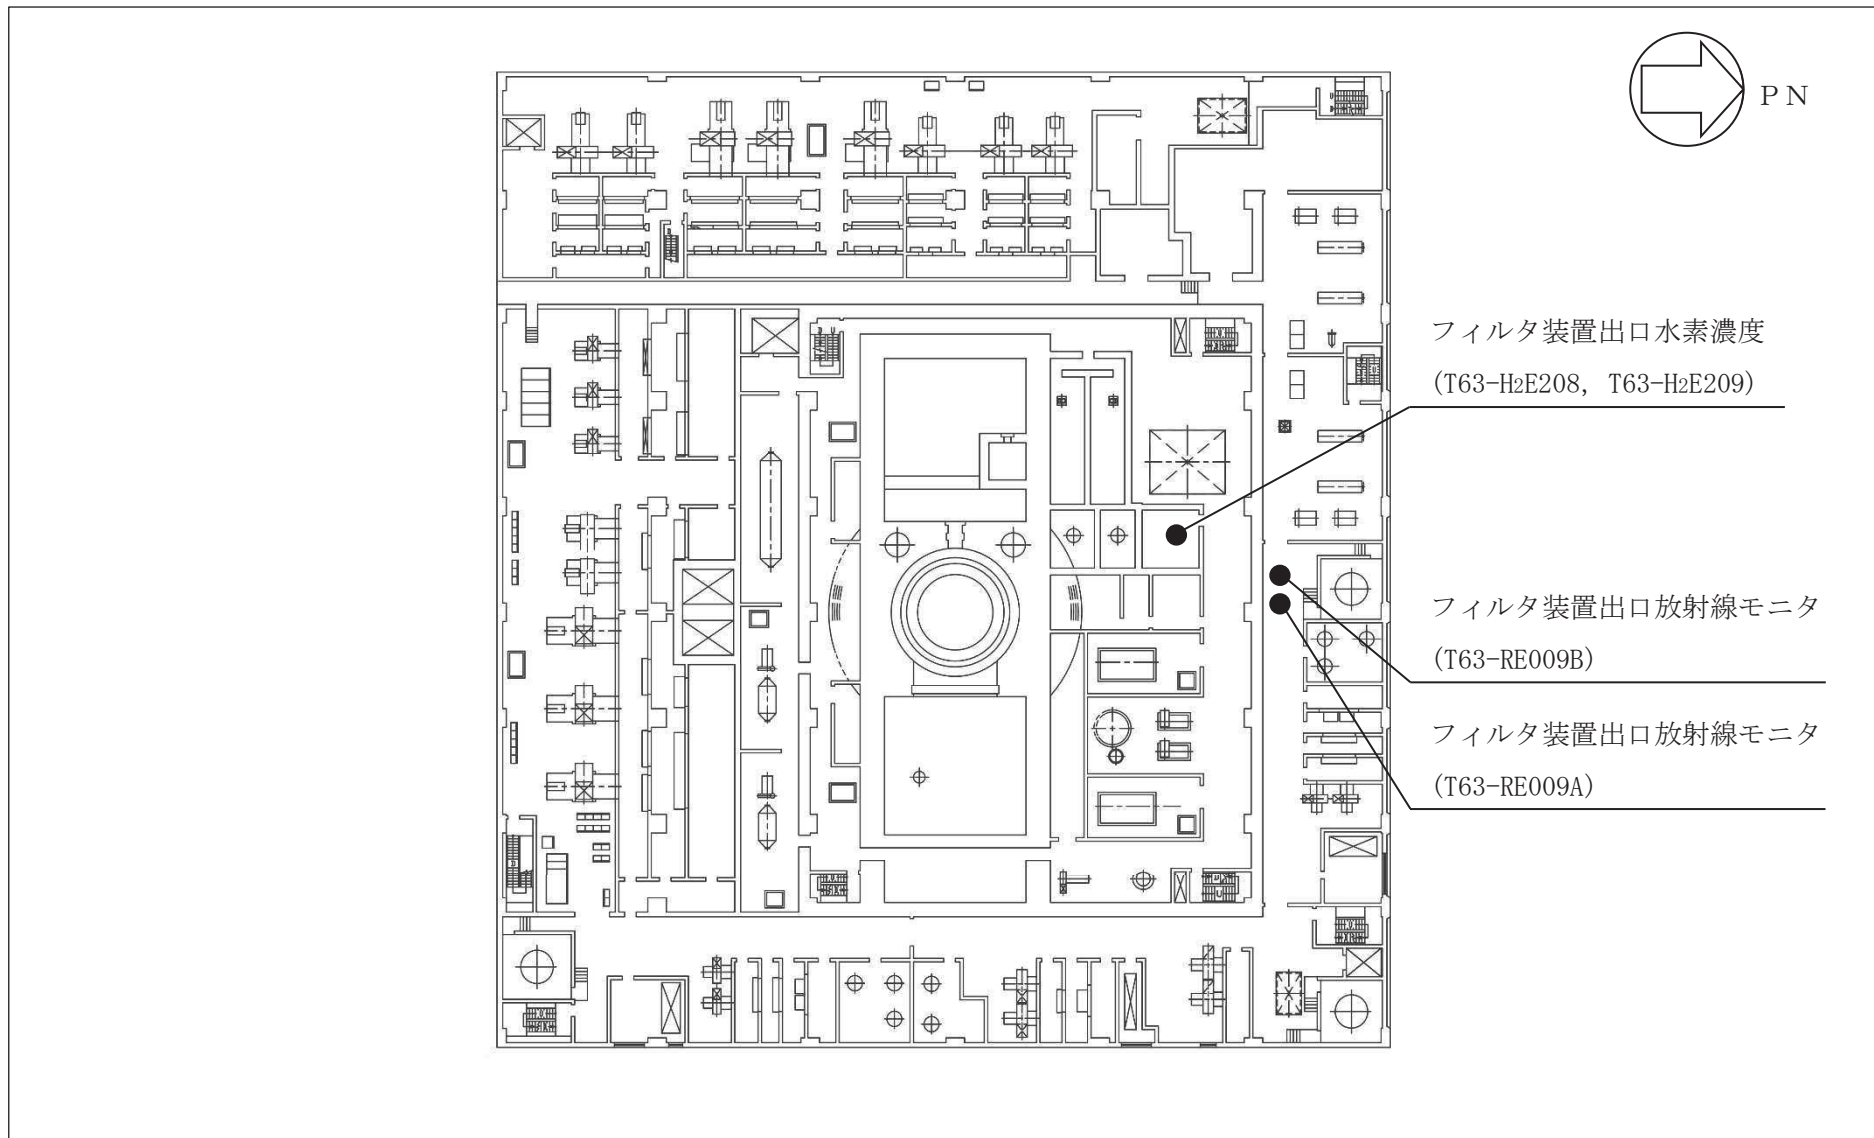 ＰＮ
フィルタ装置出口水素濃度
(T63-H2E208, T63-H2E209)
フィルタ装置出口放射線モニタ
(T63-RE009B)
フィルタ装置出口放射線モニタ
(T63-RE009A)